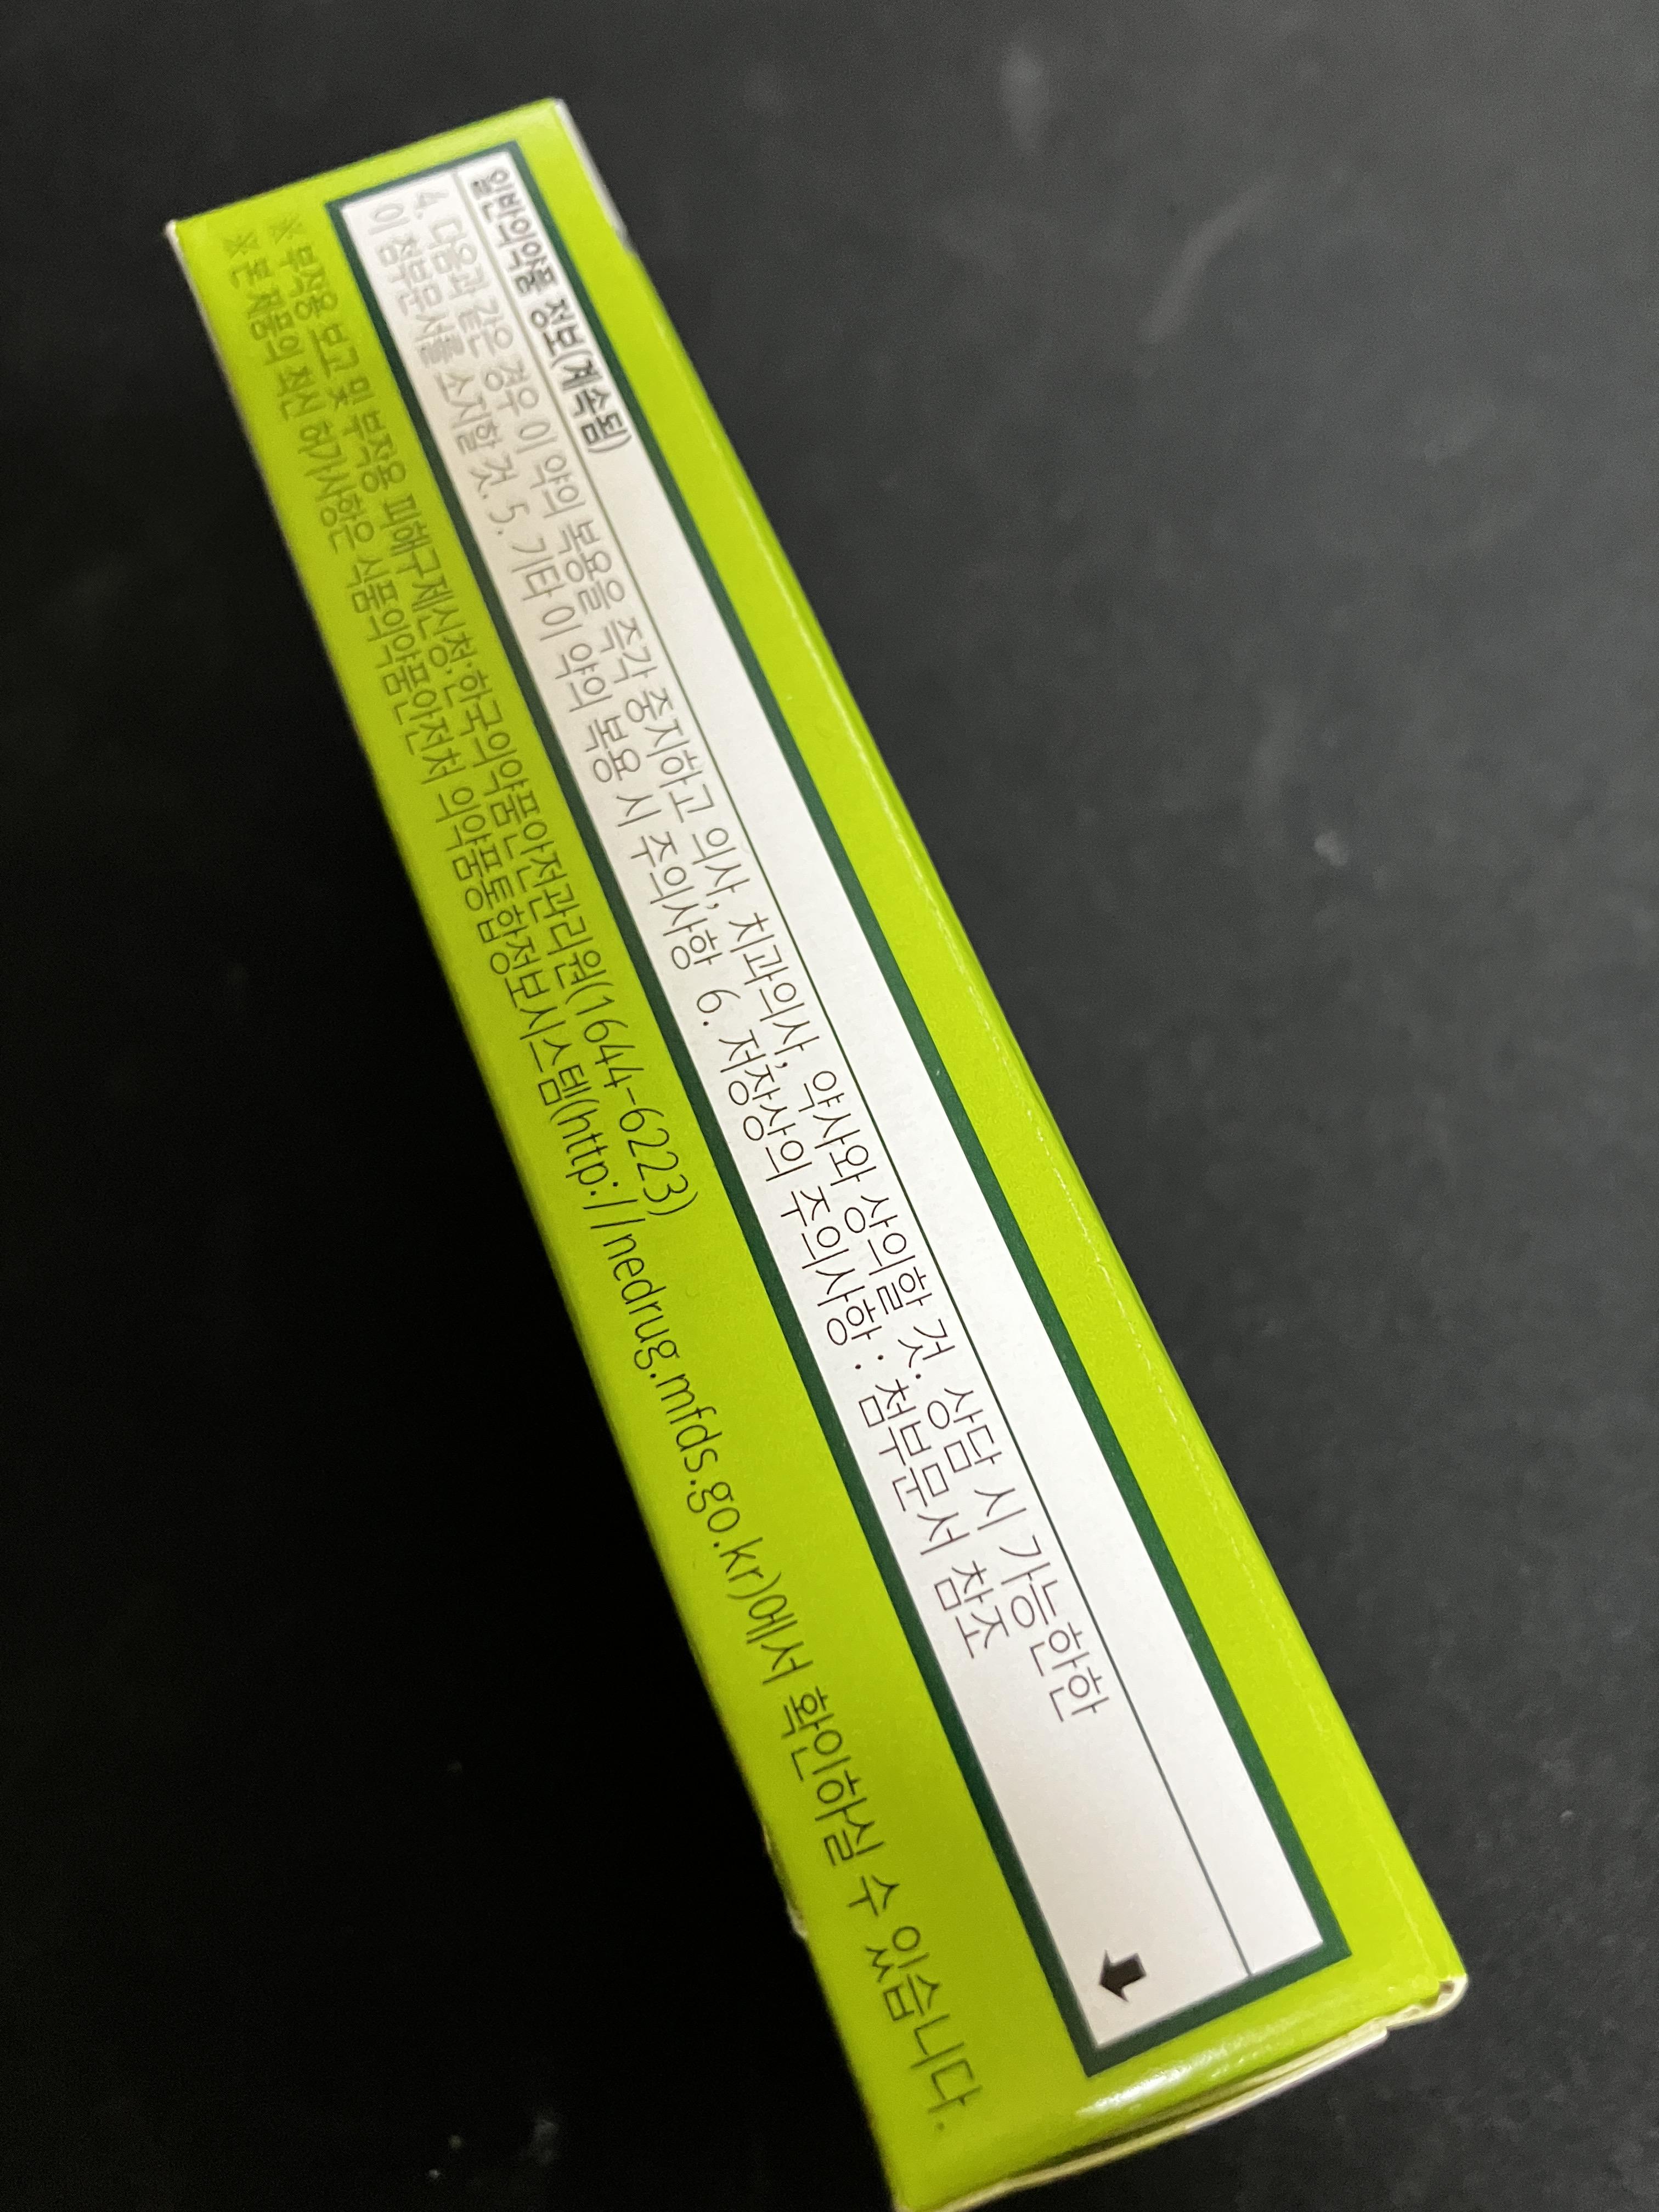 일반의약품 정보(계속됨)
4. 다음과 같은 경우 이 약의 복용을 즉각 중지하고 의사, 치과의사, 약사와 상의할 것. 상담 시 가능한한
이 첨부문서를 소지할 것. 5. 기타 이 약의 복용 시 주의사항 6. 저장상의 주의사항 : 첨부문서 참조
※ 부작용 보고 및 부작용 피해구제신청:한국의약품안전관리원(1644-6223)
※ 본 제품의 최신 허가사항은 식품의약품안전처 의약품통합정보시스템(http://nedrug.mfds.go.kr)에서 확인하실 수 있습니다.